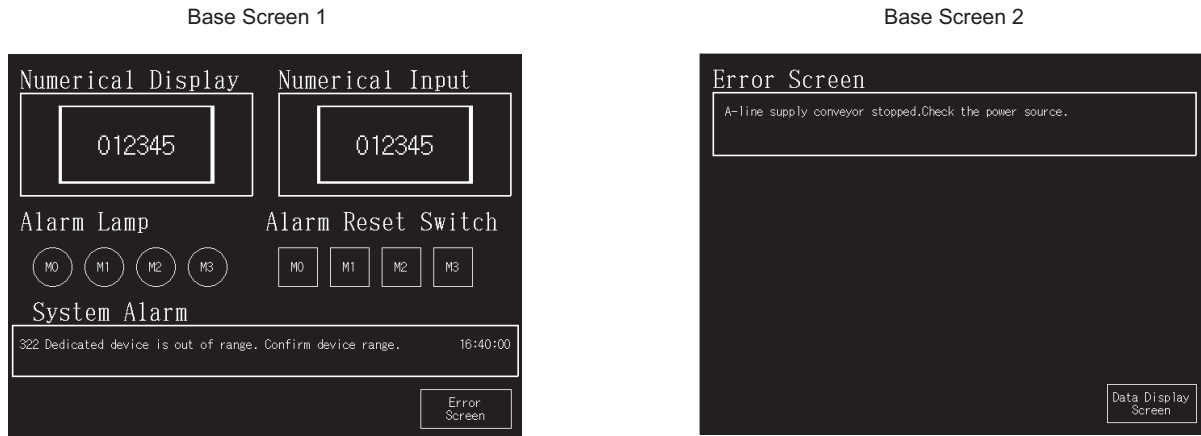 Base Screen 1
Numerical Display
Numerical Input
012345
012345
Alarm Lamp
Alarm Reset Switch
M0 M1 M2 M3
M0 M1 M2 M3
System Alarm
322 Dedicated device is out of range. Confirm device range. 16:40:00
Error
Screen
Base Screen 2
Error Screen
A-line supply conveyor stopped.Check the power source.
Data Display
Screen